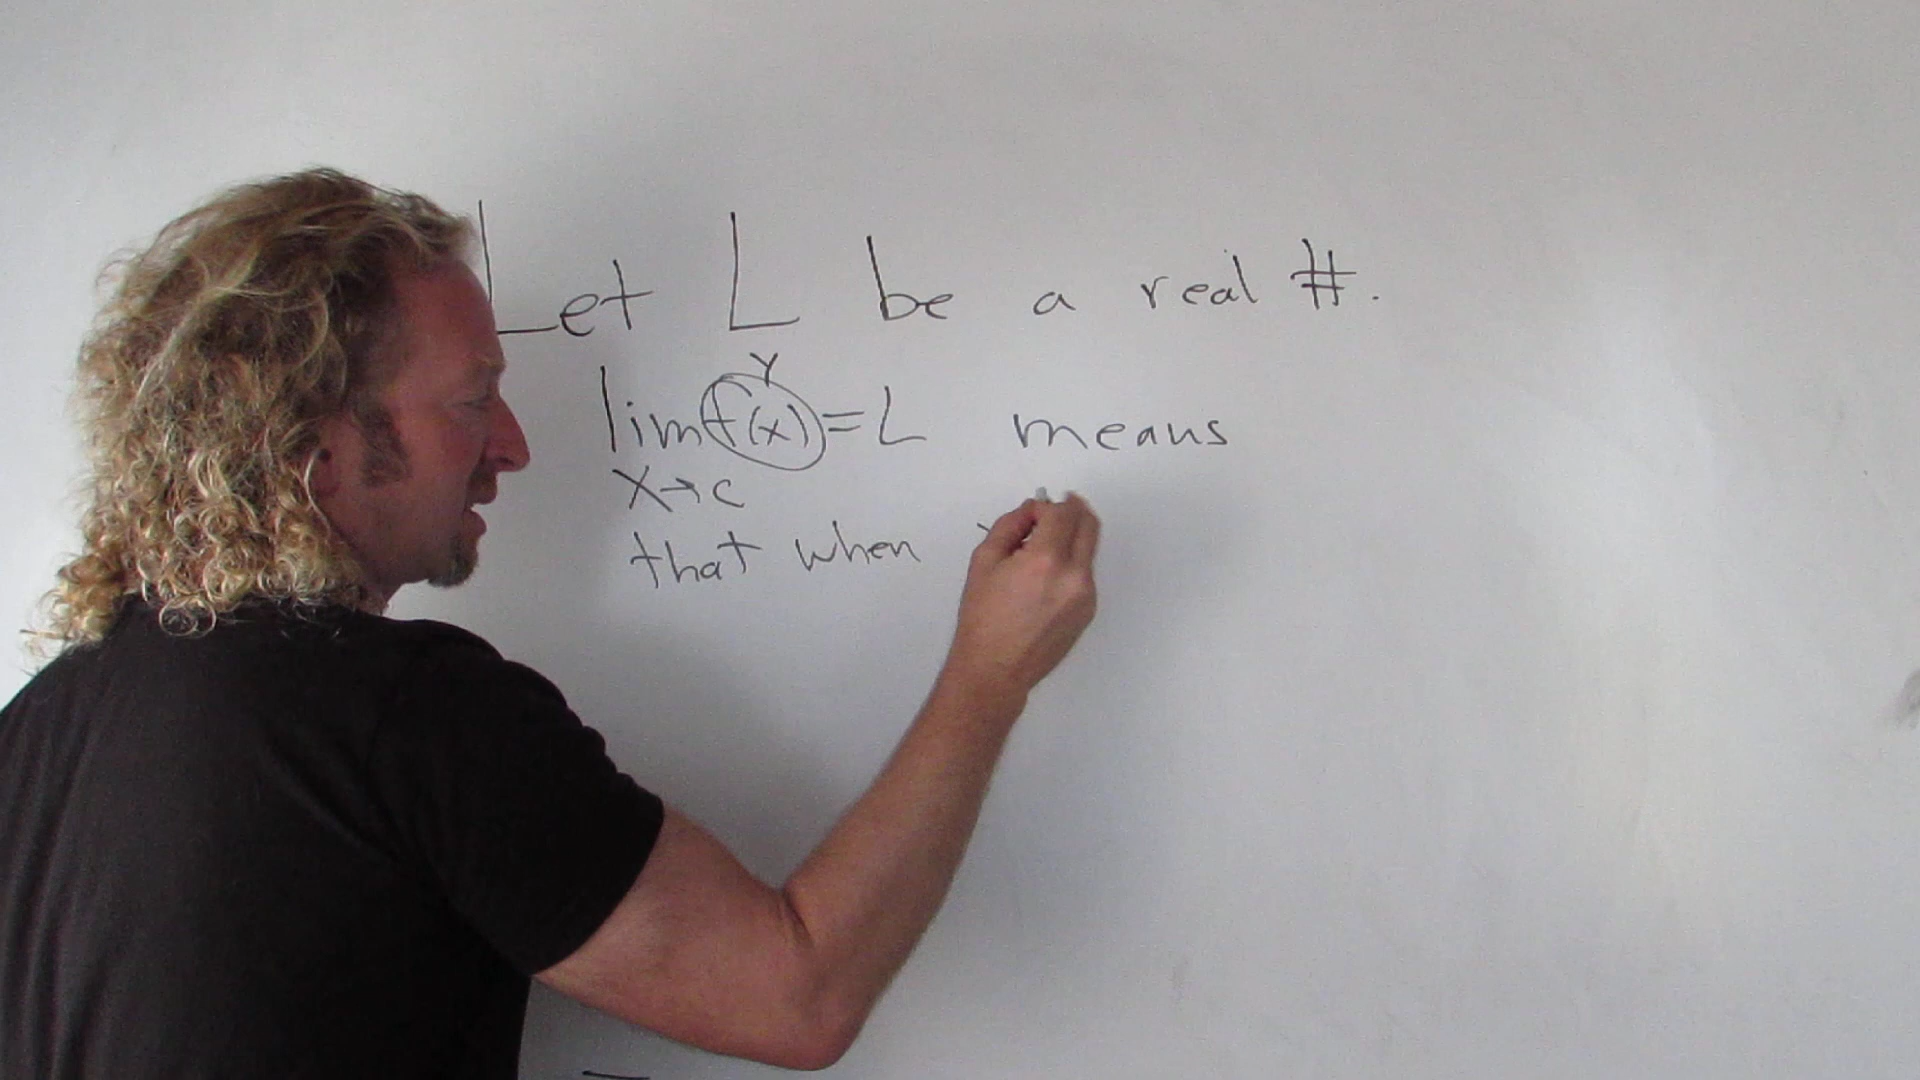 Let L be a real #.
Y
lim f(x) = L means
x→c
that when